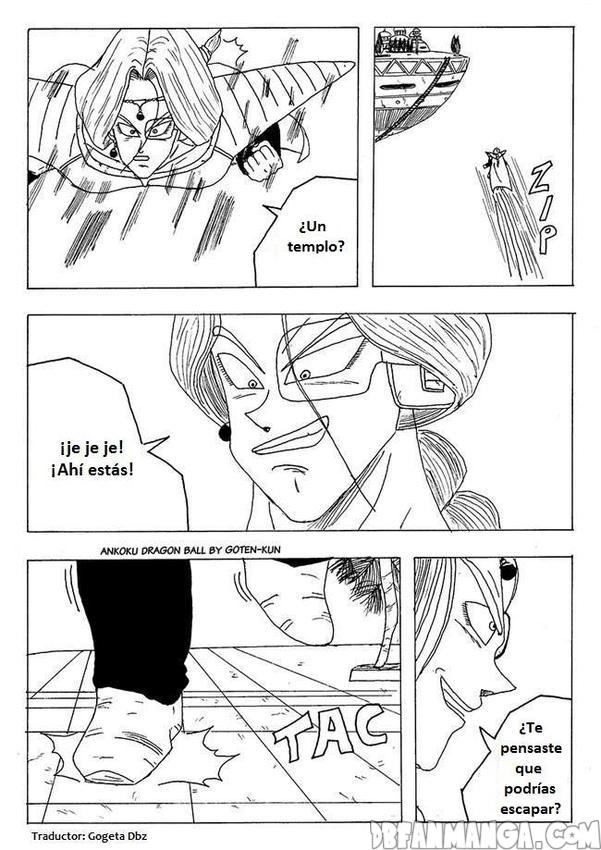 ¿Un
templo?
ZIP
¡je je je!
¡Ahí estás!
ANKOKU DRAGON BALL BY GOTEN-KUN
TAC
¿Te
pensaste
que
podrías
escapar?
Traductor: Gogeta Dbz
DBFANMANGA.COM